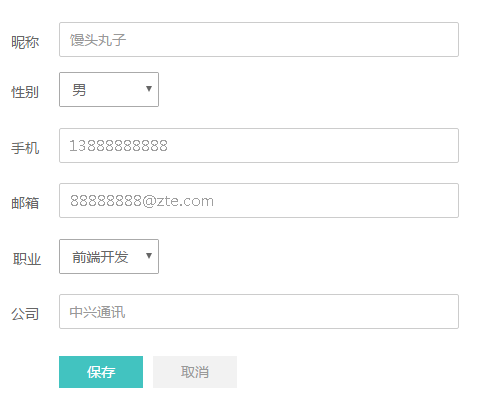 昵称 馒头丸子
性别 男
手机 13888888888
邮箱 88888888@zte.com
职业 前端开发
公司 中兴通讯
保存 取消